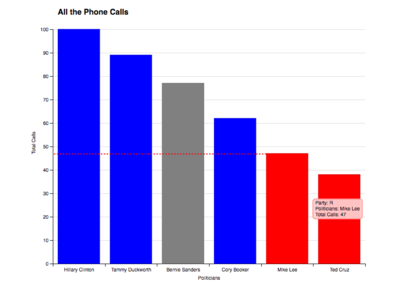 All the Phone Calls
100
90
80
70
60
50
40
30
20
10
0
Total Calls
Party: R
Politicians: Mike Lee
Total Calls: 47
Hillary Clinton Tammy Duckworth Bernie Sanders Cory Booker Mike Lee Ted Cruz
Politicians